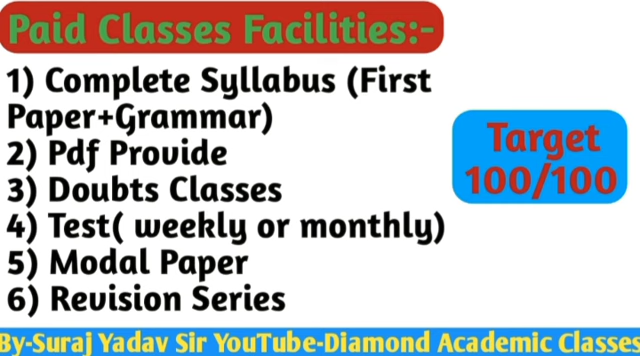 Paid Classes Facilities:-
1) Complete Syllabus (First
Paper+Grammar)
2) Pdf Provide
3) Doubts Classes
4) Test( weekly or monthly)
5) Modal Paper
6) Revision Series
Target
100/100
By-Suraj Yadav Sir YouTube-Diamond Academic Classes